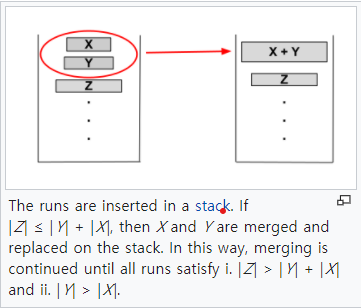 X
Y
Z
X + Y
Z
The runs are inserted in a stack. If
|Z| ≤ |Y| + |X|, then X and Y are merged and
replaced on the stack. In this way, merging is
continued until all runs satisfy i. |Z| > |Y| + |X|
and ii. |Y| > |X|.